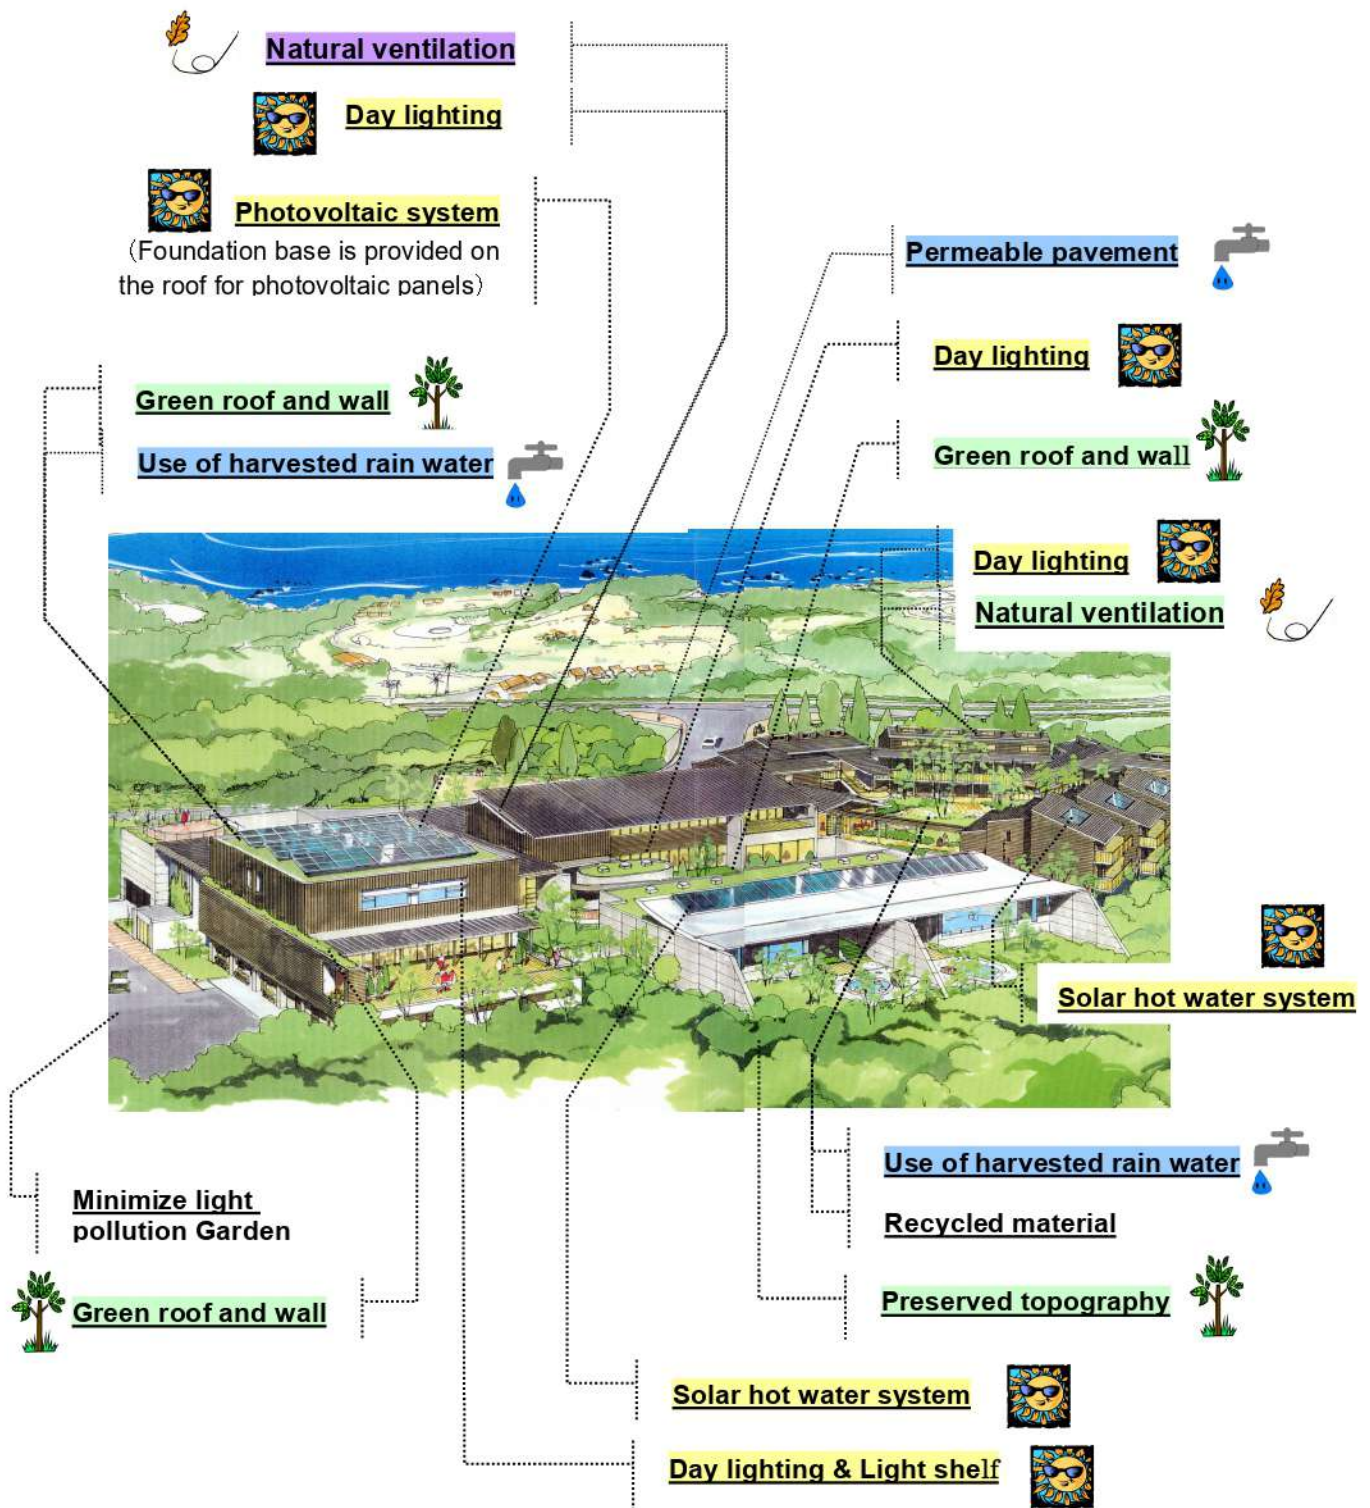 Natural ventilation
Day lighting
Photovoltaic system
（Foundation base is provided on
the roof for photovoltaic panels）
Permeable pavement
Day lighting
Green roof and wall
Use of harvested rain water
Green roof and wall
Day lighting
Natural ventilation
Solar hot water system
Use of harvested rain water
Recycled material
Minimize light
pollution Garden
Green roof and wall
Preserved topography
Solar hot water system
Day lighting & Light shelf